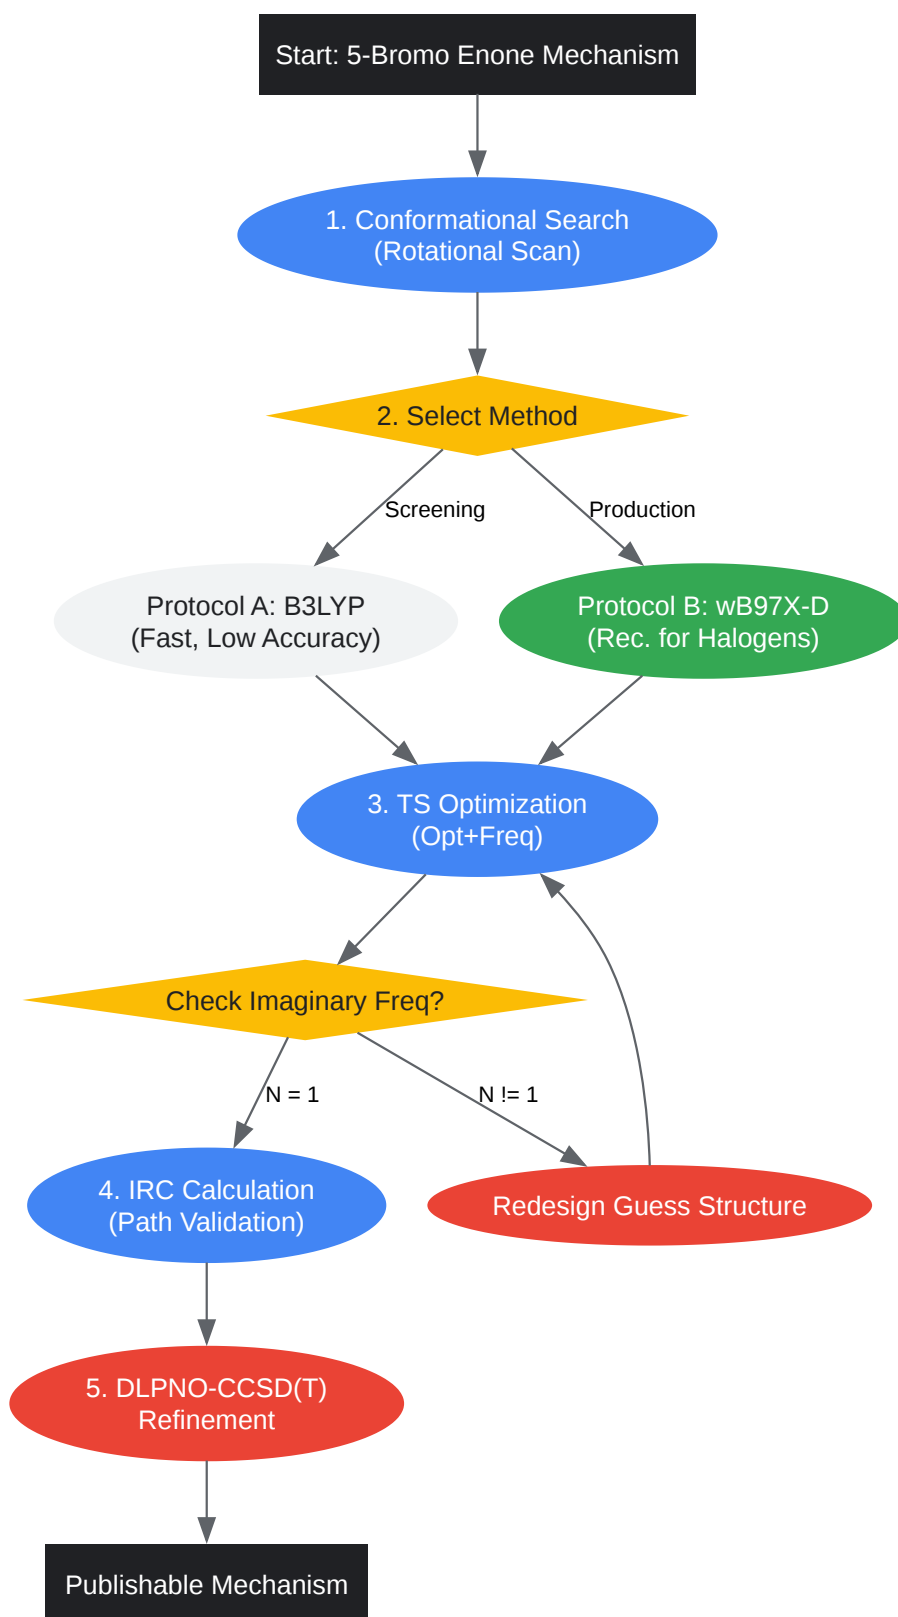 Start: 5-Bromo Enone Mechanism
1. Conformational Search
(Rotational Scan)
2. Select Method
Screening
Production
Protocol A: B3LYP
(Fast, Low Accuracy)
Protocol B: wB97X-D
(Rec. for Halogens)
3. TS Optimization
(Opt+Freq)
Check Imaginary Freq?
N = 1
N != 1
4. IRC Calculation
(Path Validation)
Redesign Guess Structure
5. DLPNO-CCSD(T)
Refinement
Publishable Mechanism